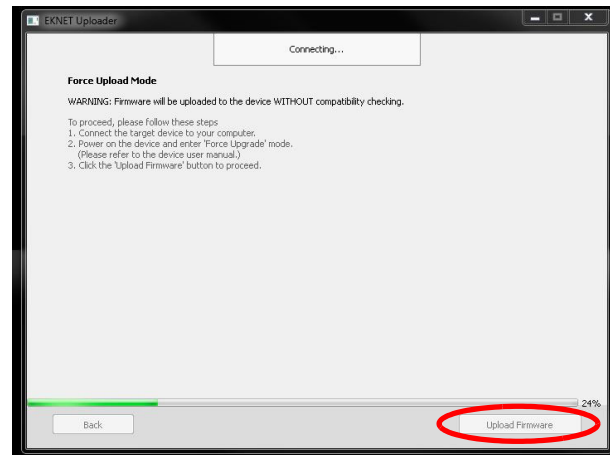 EKNET Uploader
Connecting...
Force Upload Mode
WARNING: Firmware will be uploaded to the device WITHOUT compatibility checking.
To proceed, please follow these steps
1. Connect the target device to your computer.
2. Power on the device and enter 'Force Upgrade' mode.
(Please refer to the device user manual.)
3. Click the 'Upload Firmware' button to proceed.
24%
Back
Upload Firmware